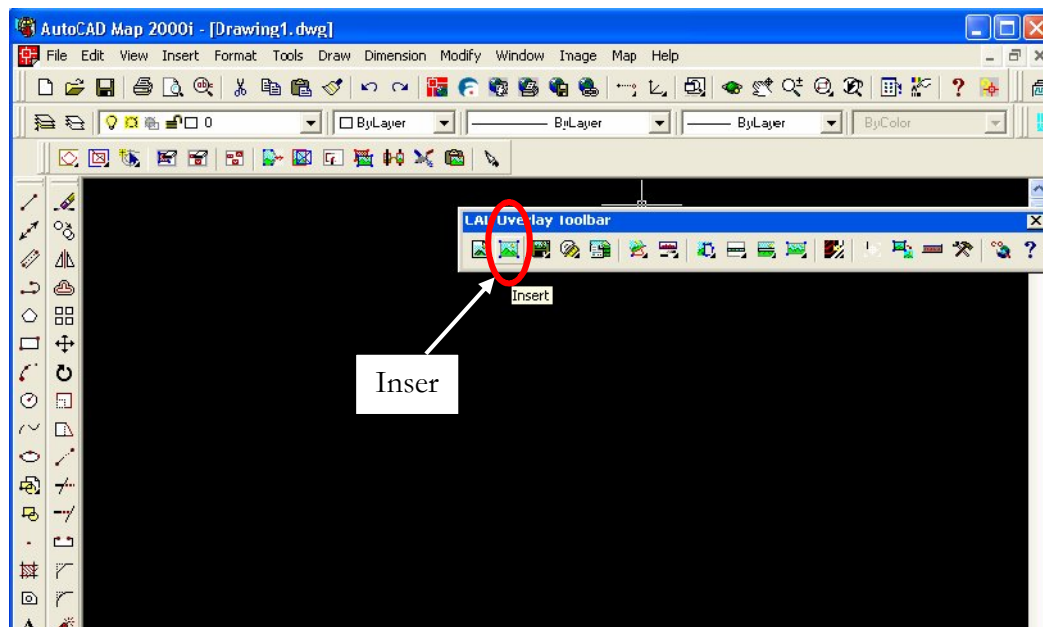 AutoCAD Map 2000i - [Drawing1.dwg]
File Edit View Insert Format Tools Draw Dimension Modify Window Image Map Help
0 ByLayer ByLayer ByLayer ByColor
Overlay Toolbar
Insert
Inser